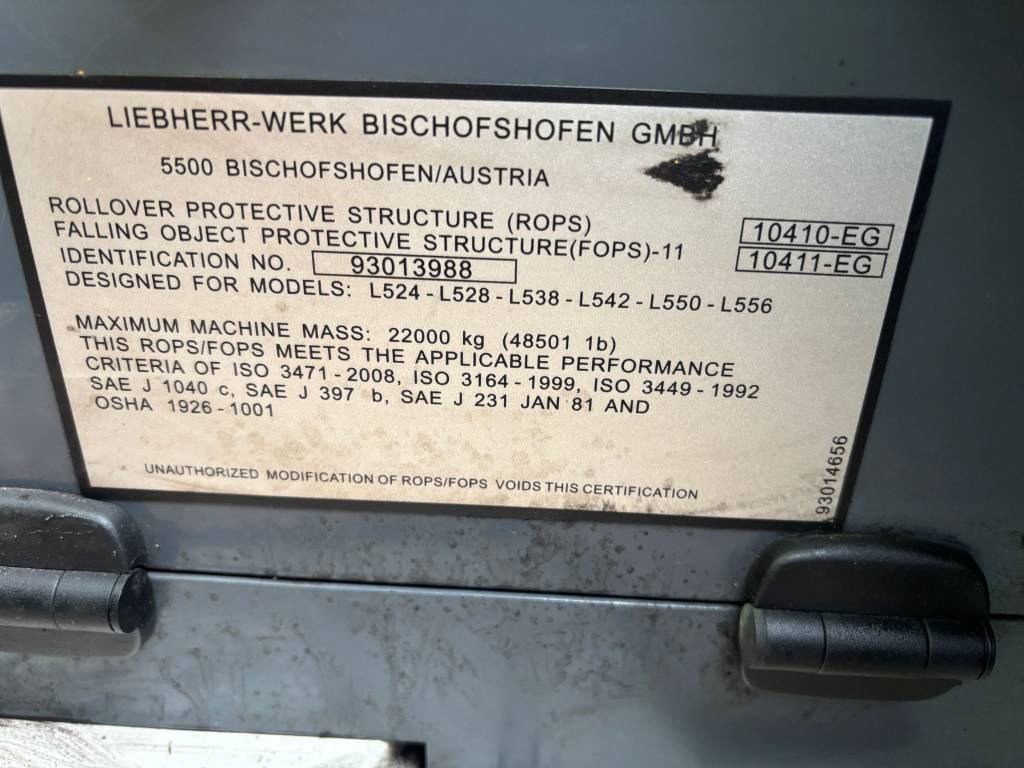 LIEBHERR-WERK BISCHOFSHOFEN GMBH
5500 BISCHOFSHOFEN/AUSTRIA
ROLLOVER PROTECTIVE STRUCTURE (ROPS) 10410-EG
FALLING OBJECT PROTECTIVE STRUCTURE(FOPS)-11 10411-EG
IDENTIFICATION NO. 93013988
DESIGNED FOR MODELS: L524 - L528 - L538 - L542 - L550 - L556
MAXIMUM MACHINE MASS: 22000 kg (48501 1b)
THIS ROPS/FOPS MEETS THE APPLICABLE PERFORMANCE
CRITERIA OF ISO 3471 - 2008, ISO 3164 - 1999, ISO 3449 - 1992
SAE J 1040 c, SAE J 397 b, SAE J 231 JAN 81 AND
OSHA 1926 - 1001
UNAUTHORIZED MODIFICATION OF ROPS/FOPS VOIDS THIS CERTIFICATION
93014656